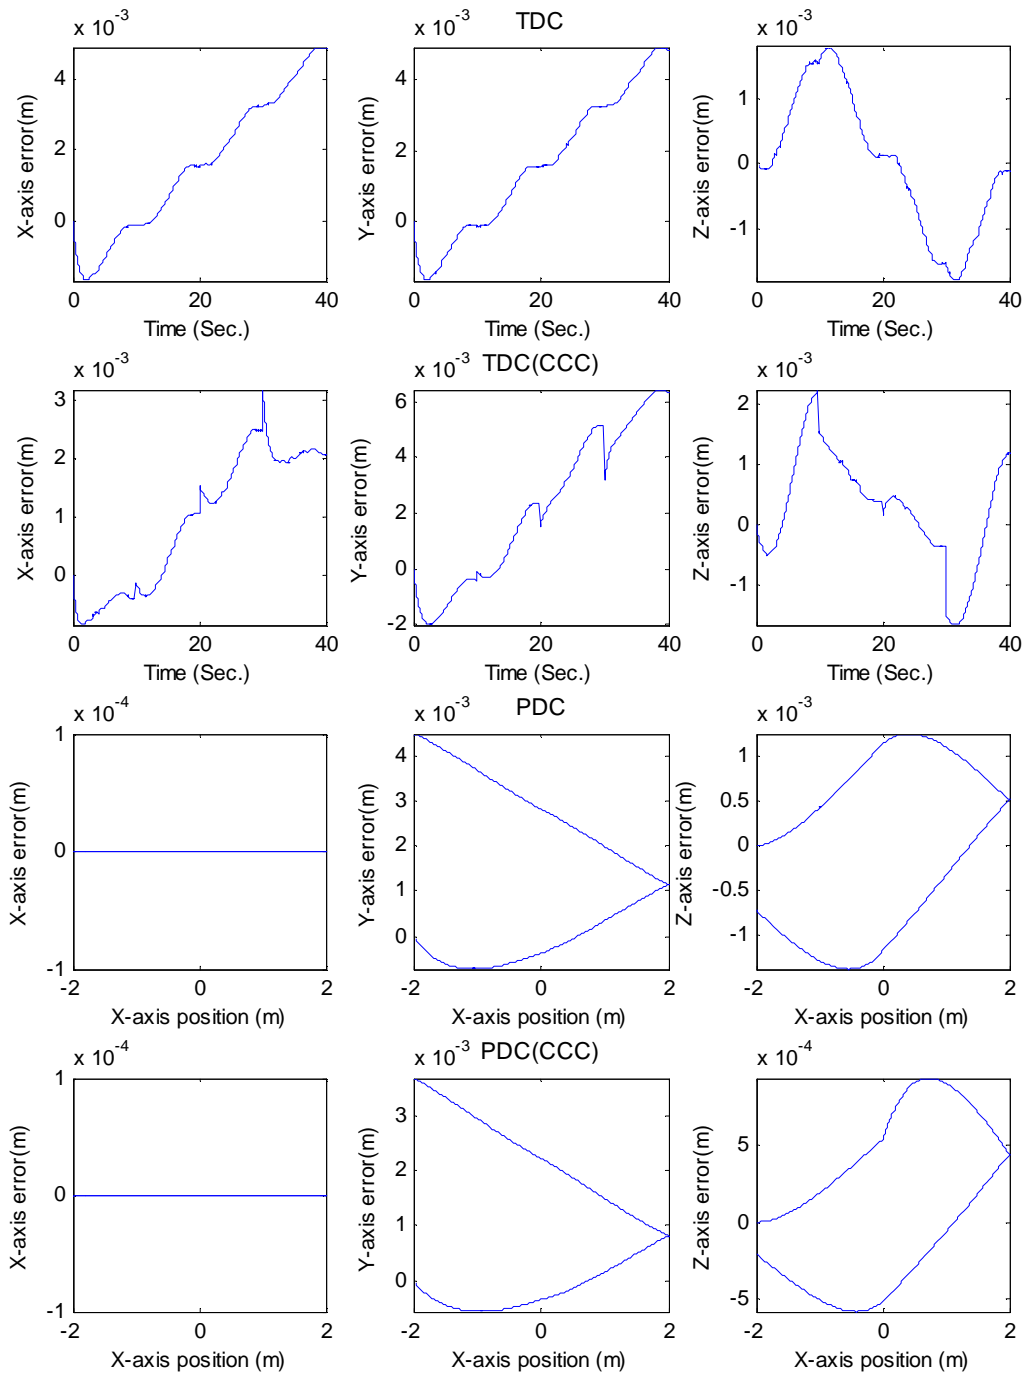 x 10^-3
x 10^-3
TDC
x 10^-3
X-axis error(m)
4
2
0
0
20
40
Time (Sec.)
Y-axis error(m)
4
2
0
0
20
40
Time (Sec.)
Z-axis error(m)
1
0
-1
0
20
40
Time (Sec.)
x 10^-3
x 10^-3
TDC(CCC)
x 10^-3
X-axis error(m)
3
2
1
0
0
20
40
Time (Sec.)
Y-axis error(m)
6
4
2
0
-2
0
20
40
Time (Sec.)
Z-axis error(m)
2
1
0
-1
0
20
40
Time (Sec.)
x 10^-4
x 10^-3
PDC
x 10^-3
X-axis error(m)
1
0
-1
-2
0
2
X-axis position (m)
Y-axis error(m)
4
3
2
1
0
-2
0
2
X-axis position (m)
Z-axis error(m)
1
0.5
0
-0.5
-1
-2
0
2
X-axis position (m)
x 10^-4
x 10^-3
PDC(CCC)
x 10^-4
X-axis error(m)
1
0
-1
-2
0
2
X-axis position (m)
Y-axis error(m)
3
2
1
0
-2
0
2
X-axis position (m)
Z-axis error(m)
5
0
-5
-2
0
2
X-axis position (m)